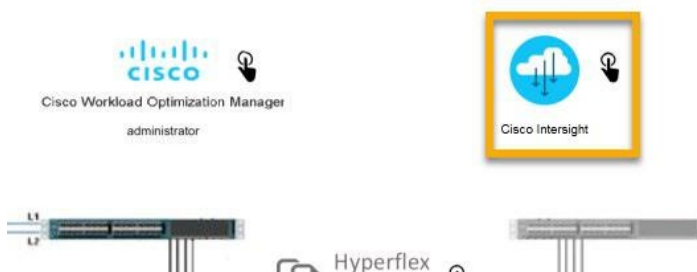 CISCO
Cisco Workload Optimization Manager
administrator
Cisco Intersight
L1
L2
Hyperflex